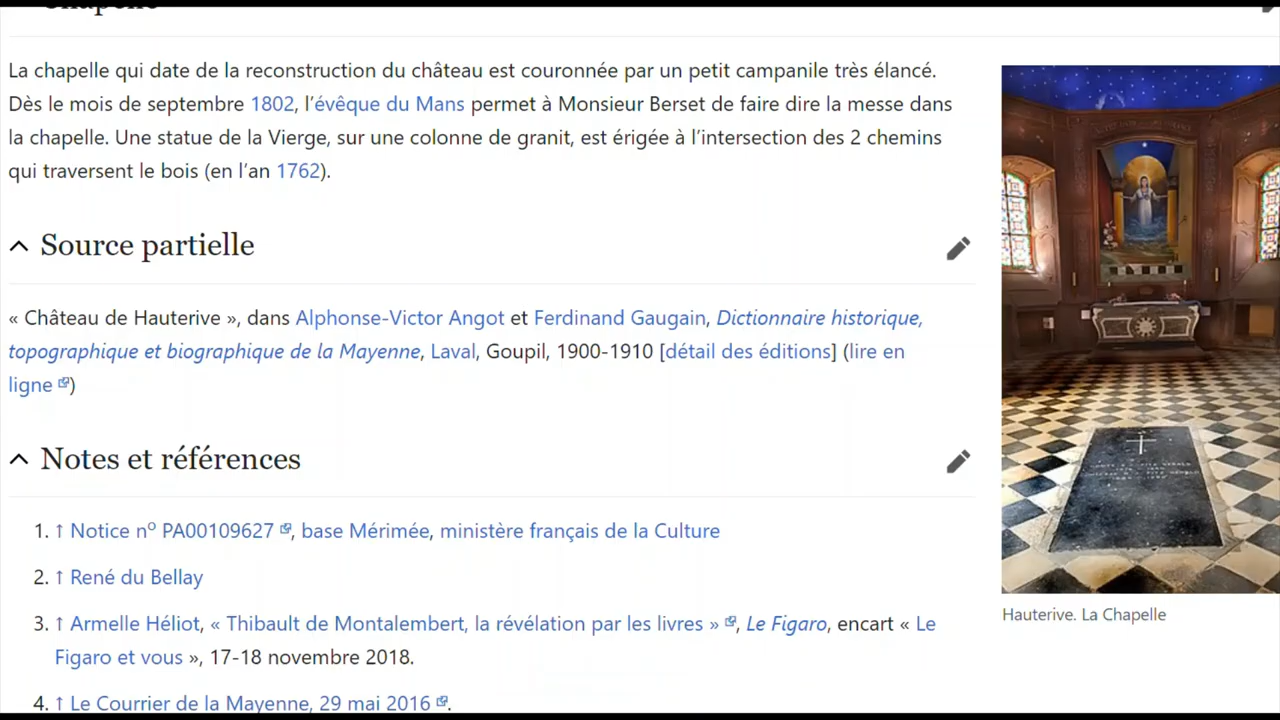 Chapelle
La chapelle qui date de la reconstruction du château est couronnée par un petit campanile très élancé.
Dès le mois de septembre 1802, l’évêque du Mans permet à Monsieur Berset de faire dire la messe dans
la chapelle. Une statue de la Vierge, sur une colonne de granit, est érigée à l’intersection des 2 chemins
qui traversent le bois (en l’an 1762).
Source partielle
« Château de Hauterive », dans Alphonse-Victor Angot et Ferdinand Gaugain, Dictionnaire historique,
topographique et biographique de la Mayenne, Laval, Goupil, 1900-1910 [détail des éditions] (lire en
ligne)
Notes et références
1. ↑ Notice nº PA00109627, base Mérimée, ministère français de la Culture
2. ↑ René du Bellay
3. ↑ Armelle Héliot, « Thibault de Montalembert, la révélation par les livres », Le Figaro, encart « Le
Figaro et vous », 17-18 novembre 2018.
4. ↑ Le Courrier de la Mayenne, 29 mai 2016.
Hauterive. La Chapelle